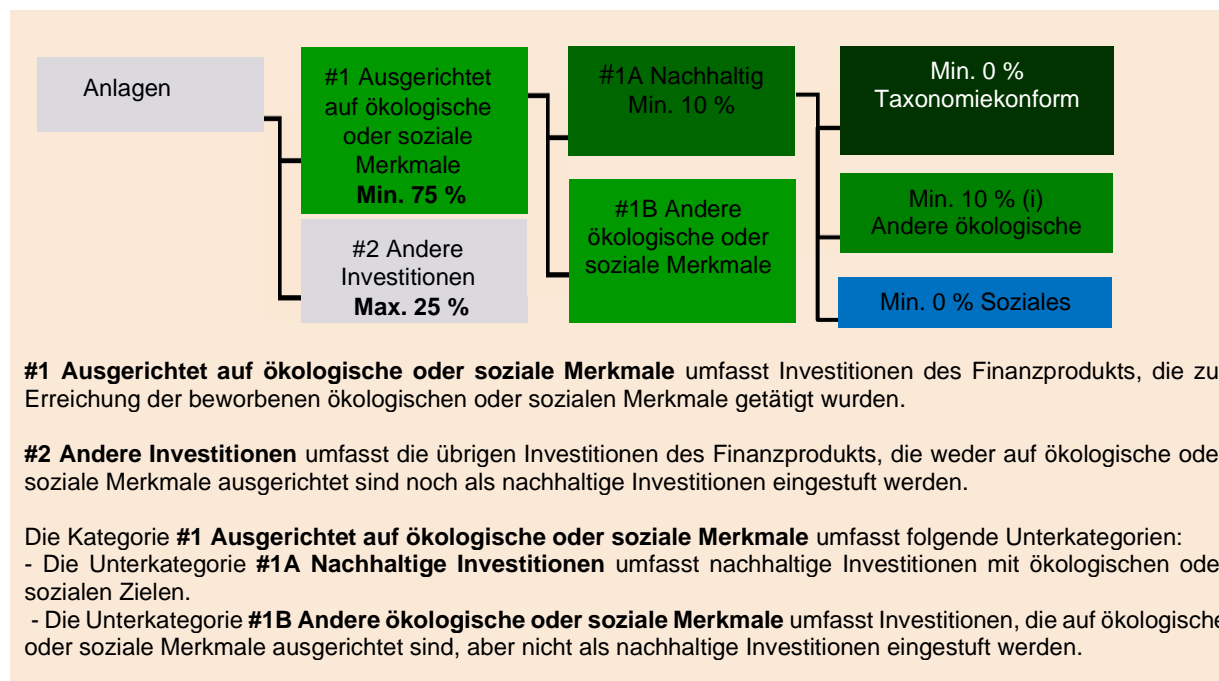 Anlagen
#1 Ausgerichtet
auf ökologische
oder soziale
Merkmale
Min. 75 %
#2 Andere
Investitionen
Max. 25 %
#1A Nachhaltig
Min. 10 %
#1B Andere
ökologische oder
soziale Merkmale
Min. 0 %
Taxonomiekonform
Min. 10 % (i)
Andere ökologische
Min. 0 % Soziales
#1 Ausgerichtet auf ökologische oder soziale Merkmale umfasst Investitionen des Finanzprodukts, die zu
Erreichung der beworbenen ökologischen oder sozialen Merkmale getätigt wurden.
#2 Andere Investitionen umfasst die übrigen Investitionen des Finanzprodukts, die weder auf ökologische ode
soziale Merkmale ausgerichtet sind noch als nachhaltige Investitionen eingestuft werden.
Die Kategorie #1 Ausgerichtet auf ökologische oder soziale Merkmale umfasst folgende Unterkategorien:
- Die Unterkategorie #1A Nachhaltige Investitionen umfasst nachhaltige Investitionen mit ökologischen ode
sozialen Zielen.
- Die Unterkategorie #1B Andere ökologische oder soziale Merkmale umfasst Investitionen, die auf ökologische
oder soziale Merkmale ausgerichtet sind, aber nicht als nachhaltige Investitionen eingestuft werden.